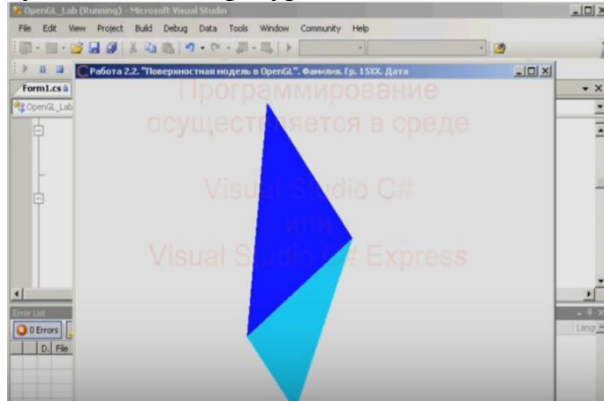 OpenGL_Lab (Running) - Microsoft Visual Studio
File Edit View Project Build Debug Data Tools Window Community Help
Работа 2.2. "Поверхностная модель в OpenGL". Фамилия. Гр. 15XX. Дата
Form1.cs
OpenGL_Lab
Программирование
осуществляется в среде
Visual Studio C#
или
Visual Studio C# Express
Error List
0 Errors
D. File